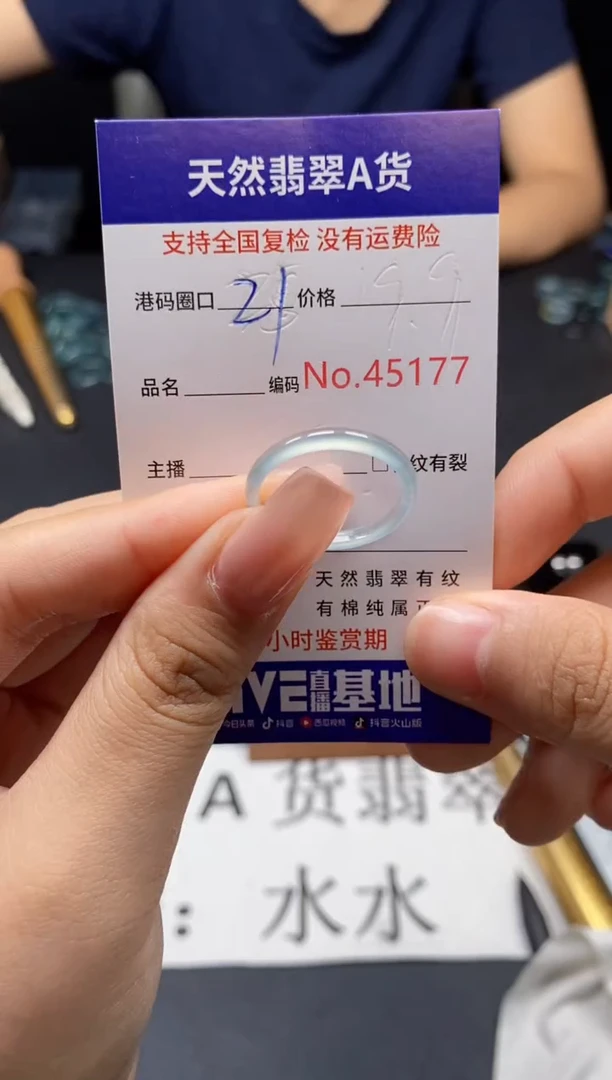 天然翡翠A货
支持全国复检 没有运费险
港码圈口 21 价格
品名 编码 No.45177
主播 □ 纹有裂
天然翡翠有纹
有棉纯属正
小时鉴赏期
IVE直播基地
今日头条 抖音 西瓜视频 抖音火山版
A 货翡翠
：水水